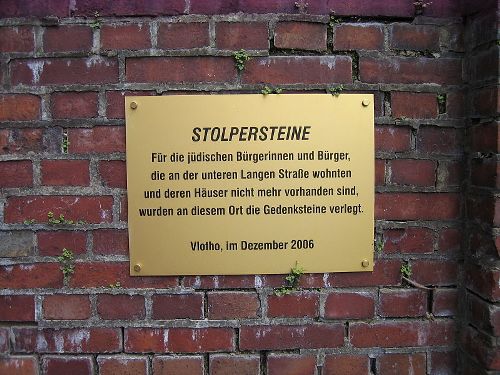 STOLPERSTEINE
Für die jüdischen Bürgerinnen und Bürger,
die an der unteren Langen Straße wohnten
und deren Häuser nicht mehr vorhanden sind,
wurden an diesem Ort die Gedenksteine verlegt.
Vlotho, im Dezember 2006